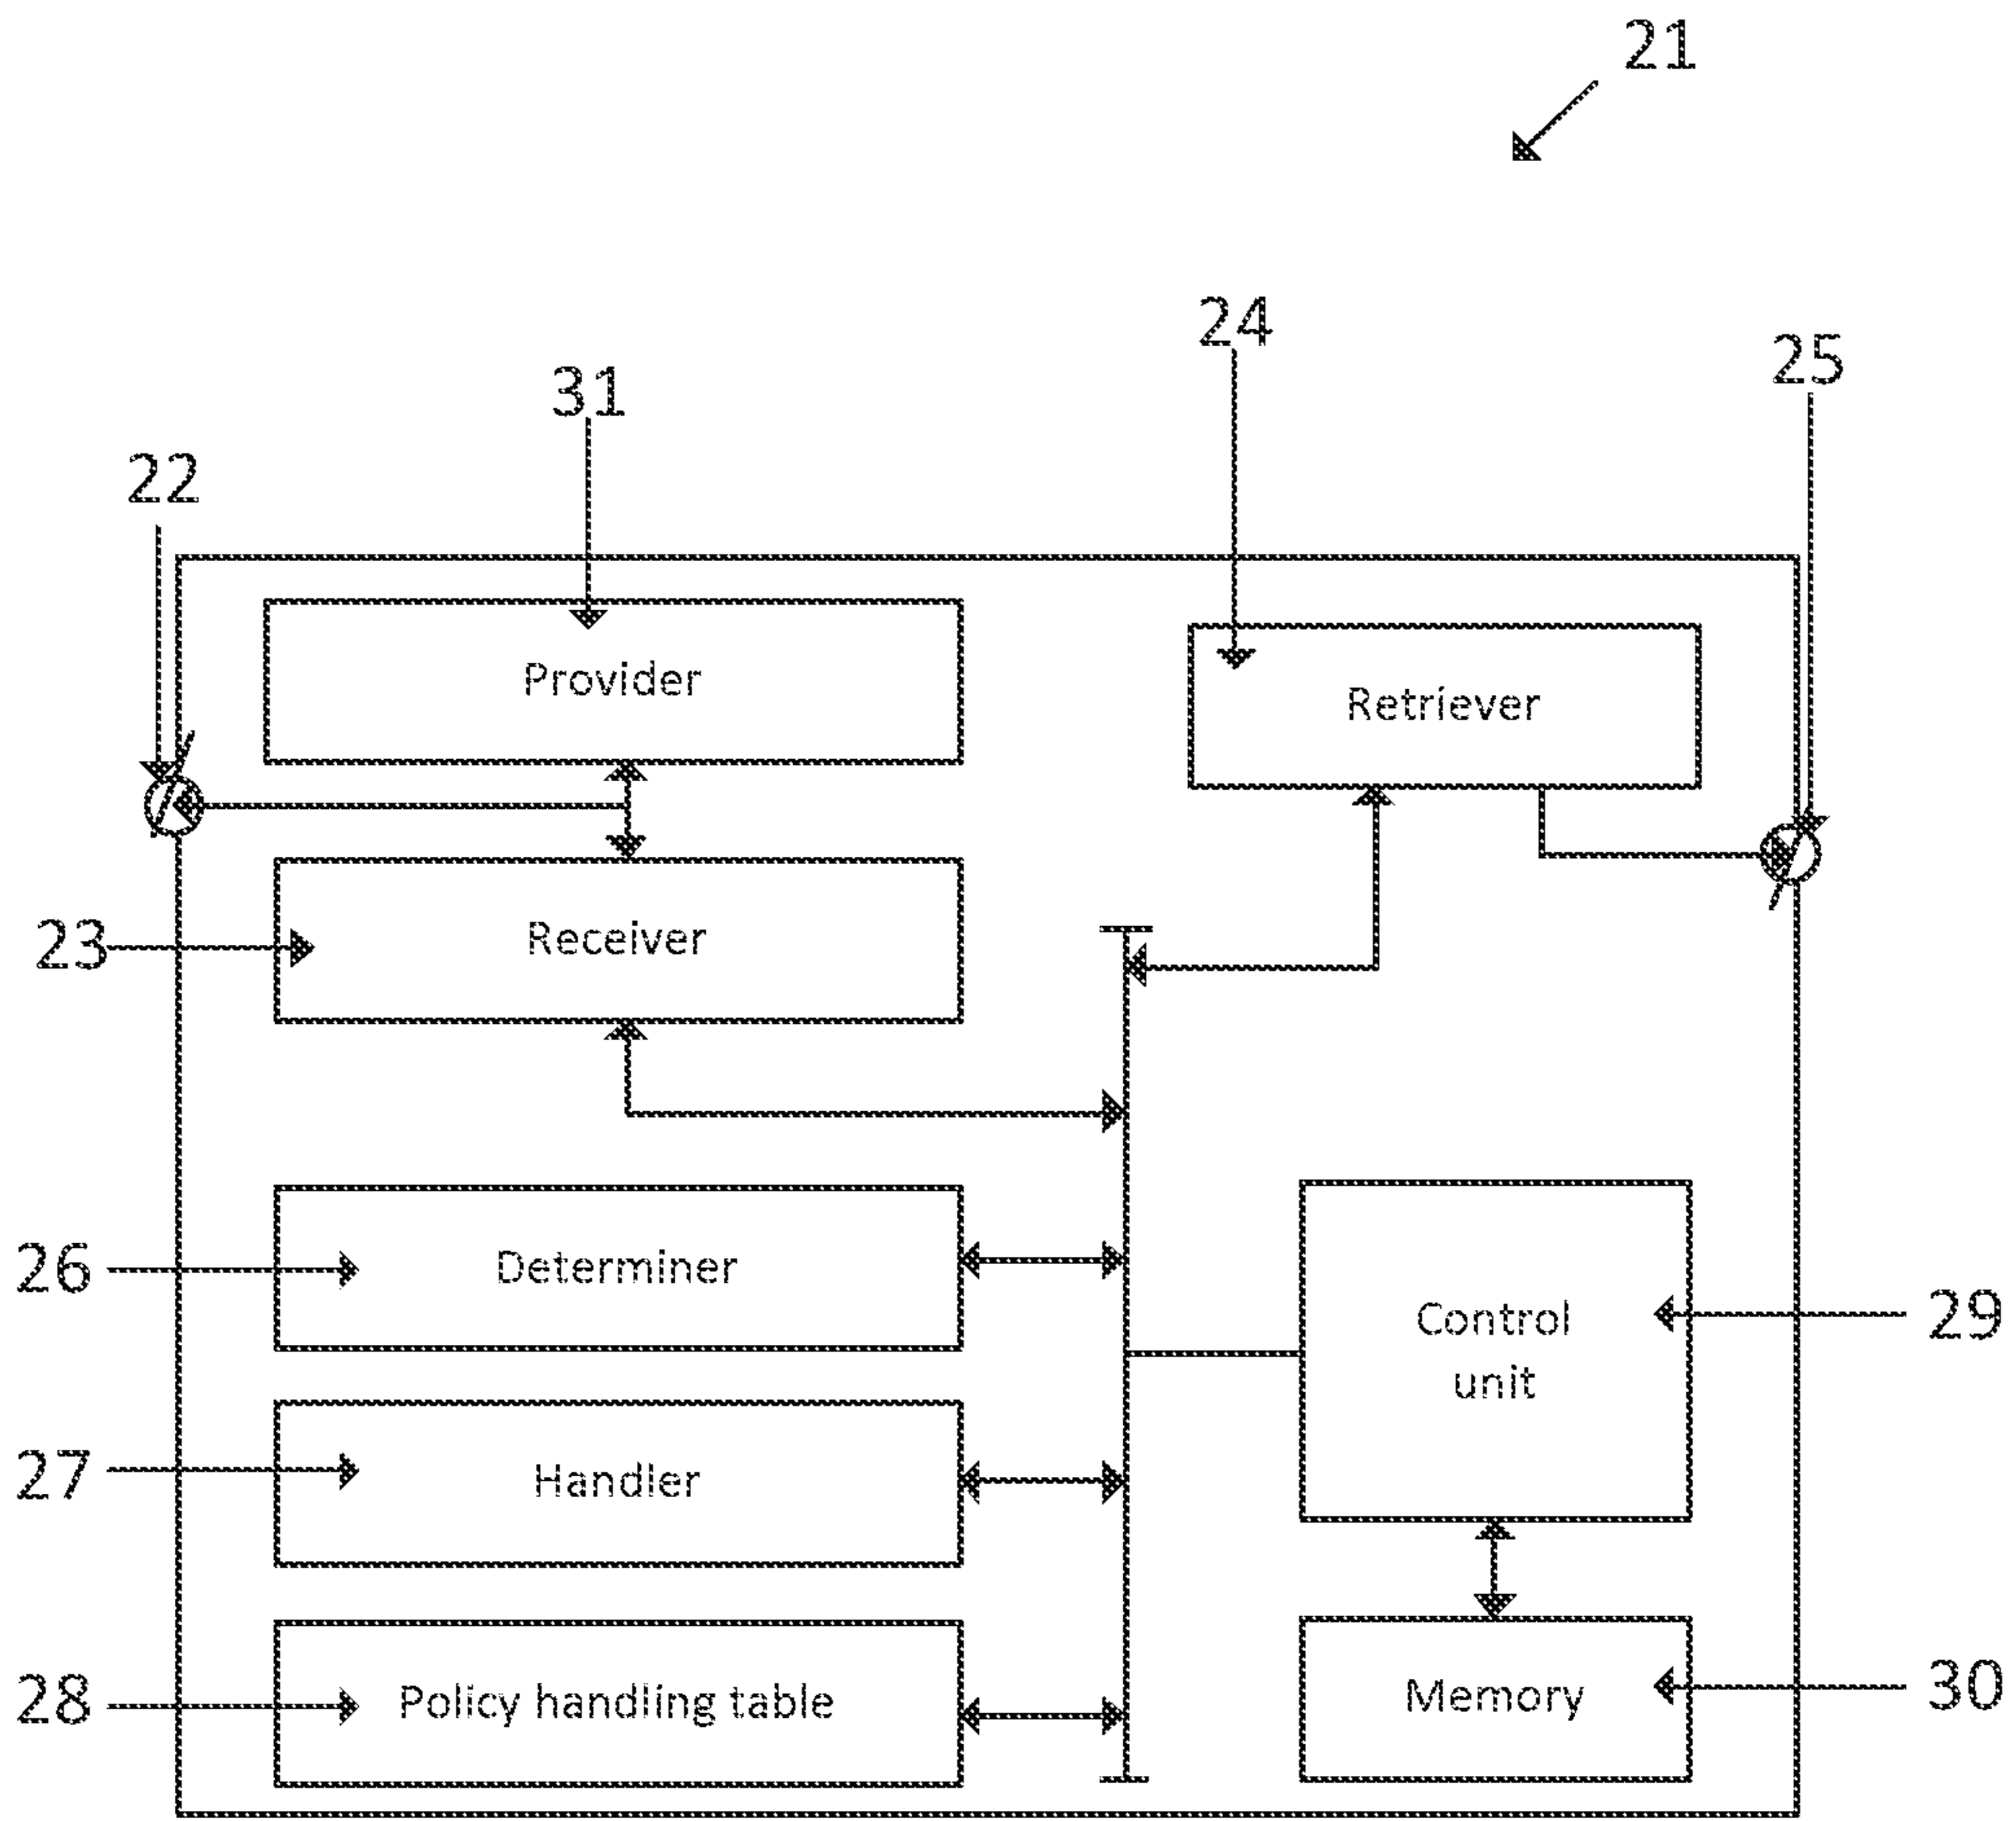 21
24
25
31
22
Provider
Retriever
23
Receiver
26
Determiner
Control
unit
29
27
Handler
28
Policy handling table
Memory
30